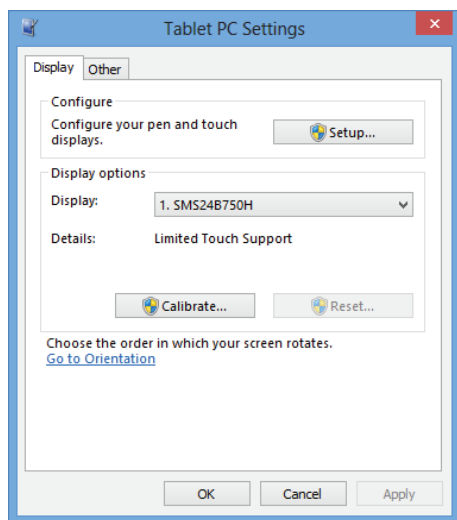 Tablet PC Settings
Display
Other
Configure
Configure your pen and touch
displays.
Setup...
Display options
Display:
1. SMS24B750H
Details:
Limited Touch Support
Calibrate...
Reset...
Choose the order in which your screen rotates.
Go to Orientation
OK
Cancel
Apply